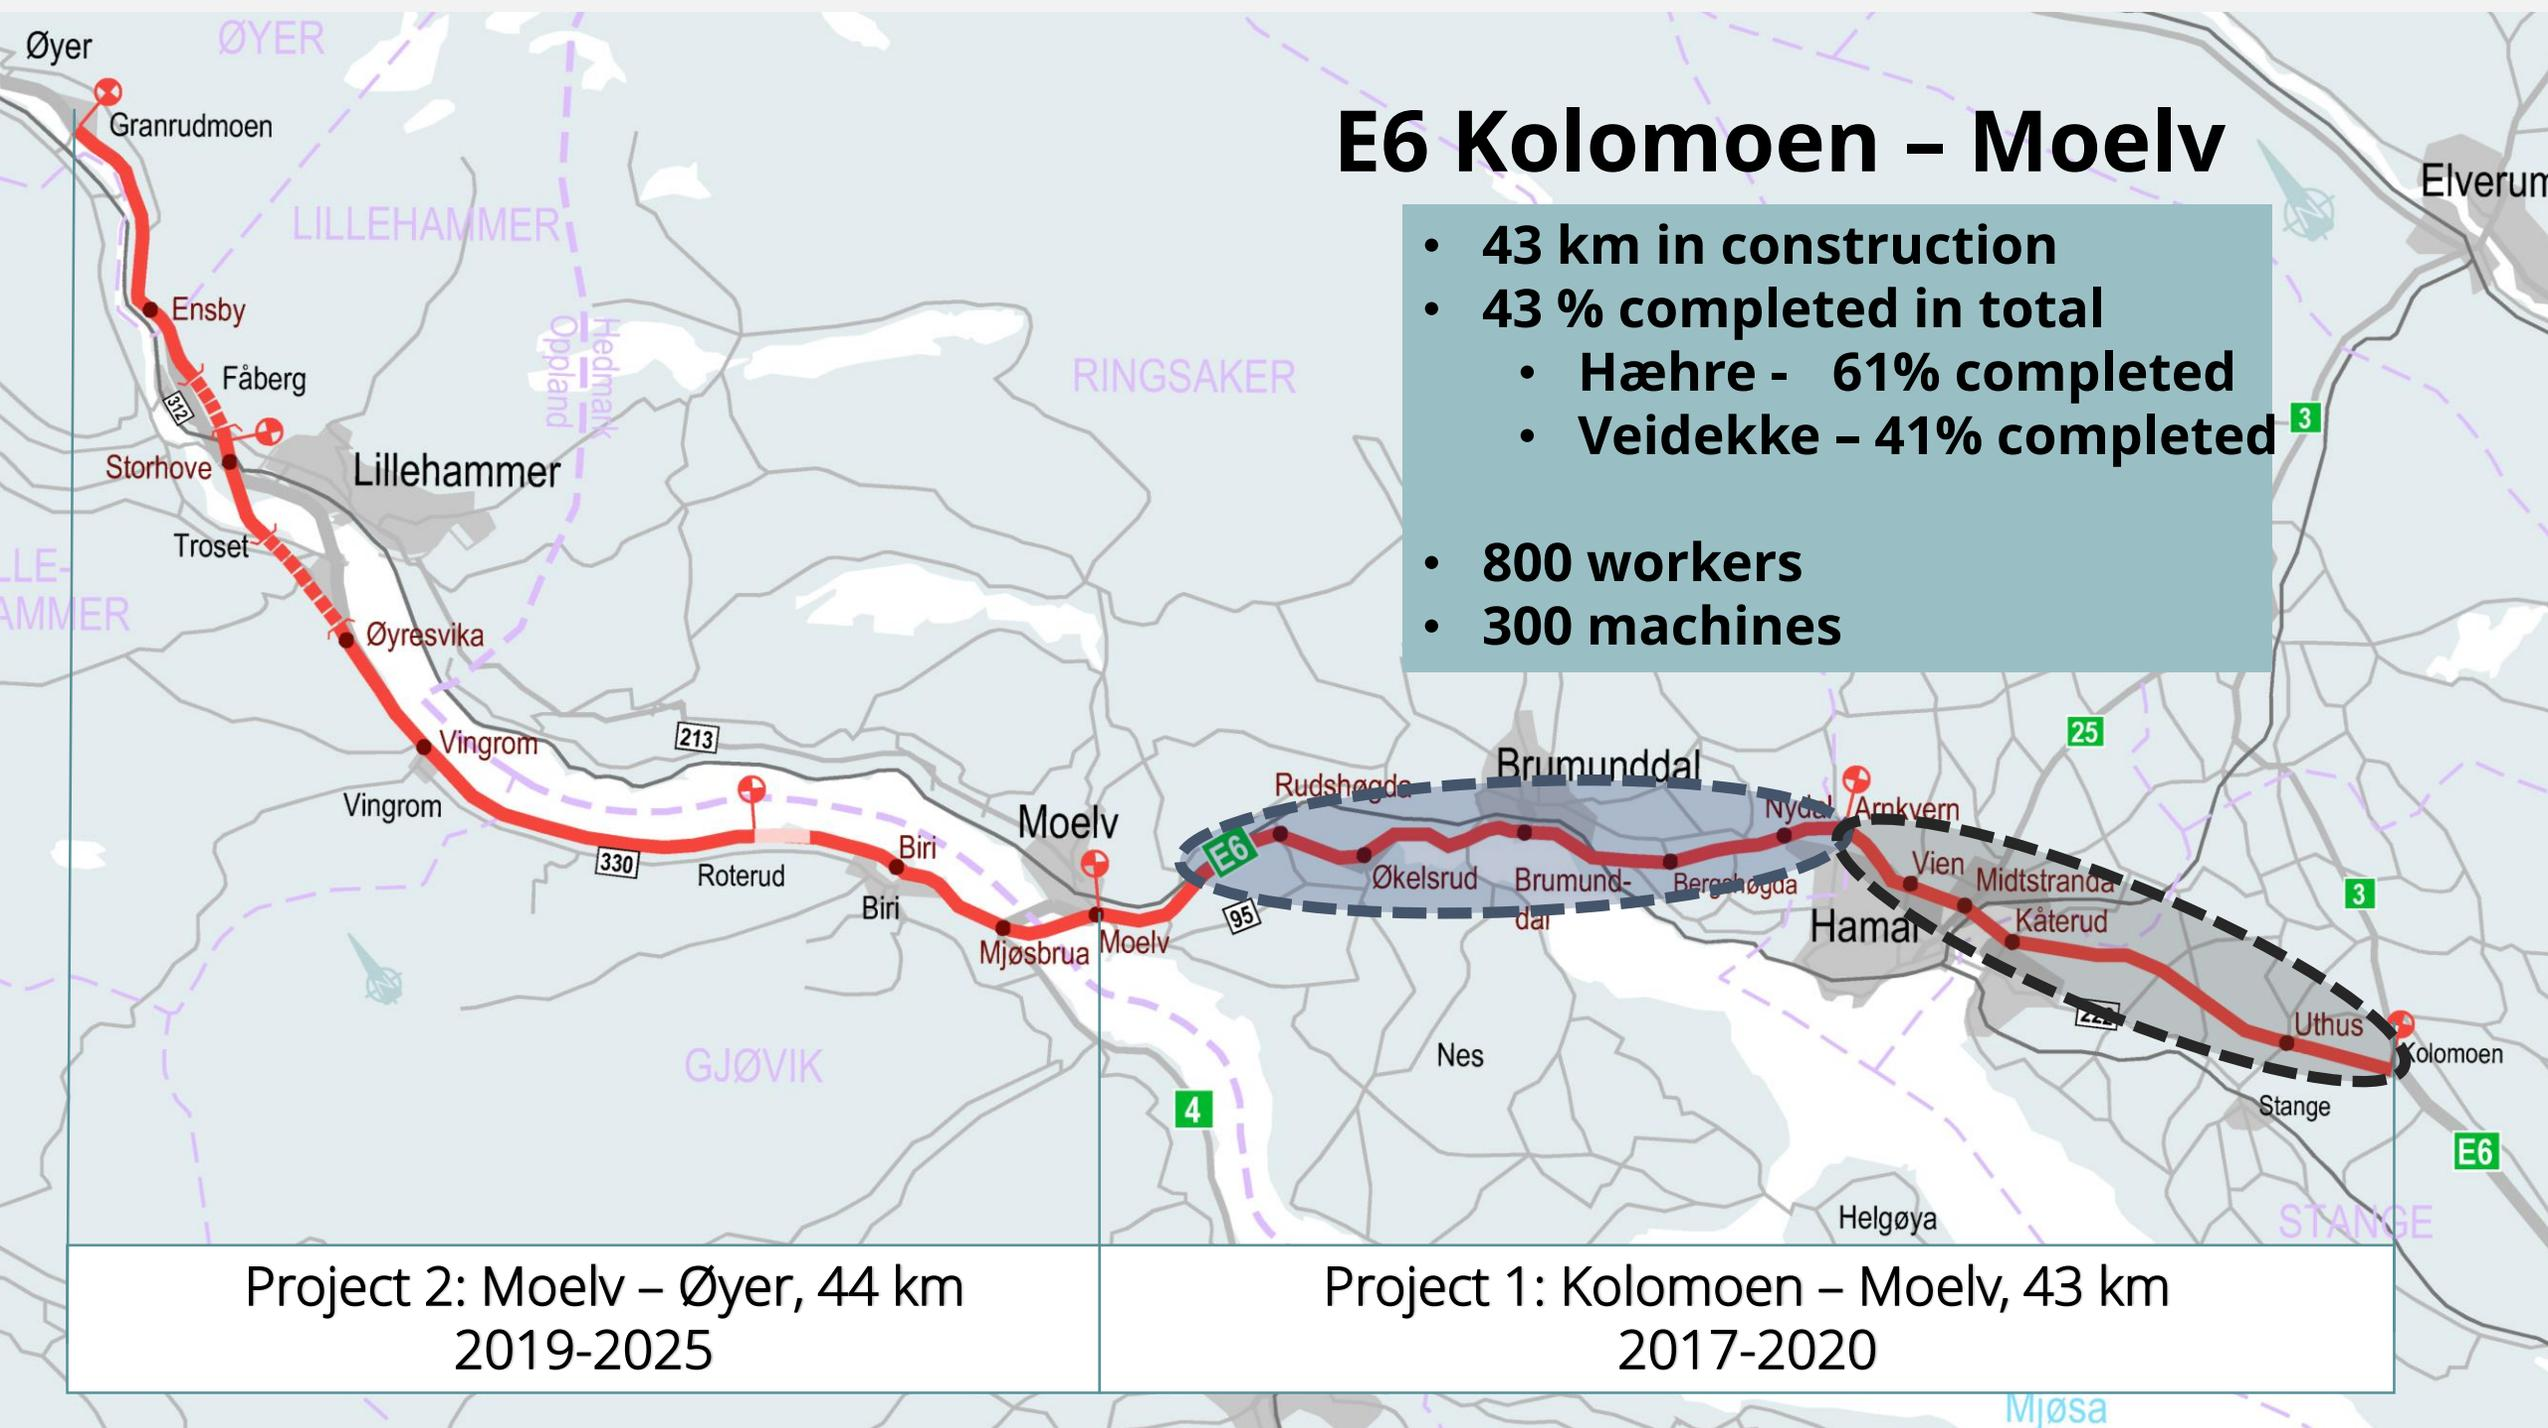 Øyer
ØYER
Granrudmoen
E6 Kolomoen – Moelv
Elverum
• 43 km in construction
• 43 % completed in total
• Hæhre - 61% completed
• Veidekke – 41% completed
• 800 workers
• 300 machines
LILLEHAMMER
Ensby
Fåberg
312
Hedmark
Oppland
RINGSAKER
3
Storhove
Lillehammer
Troset
LLE-
AMMER
Øyresvika
213
25
Vingrom
Vingrom
Brumunddal
Rudshøgda
Nydal
Arnkvern
Moelv
E6
330
Biri
Roterud
Biri
Økelsrud
Brumund-
dal
Bergshøgda
Vien
Midtstranda
3
95
Hamar
Kåterud
Mjøsbrua
Moelv
222
Uthus
Kolomoen
GJØVIK
Nes
4
Stange
E6
Helgøya
STANGE
Project 2: Moelv – Øyer, 44 km
2019-2025
Project 1: Kolomoen – Moelv, 43 km
2017-2020
Mjøsa